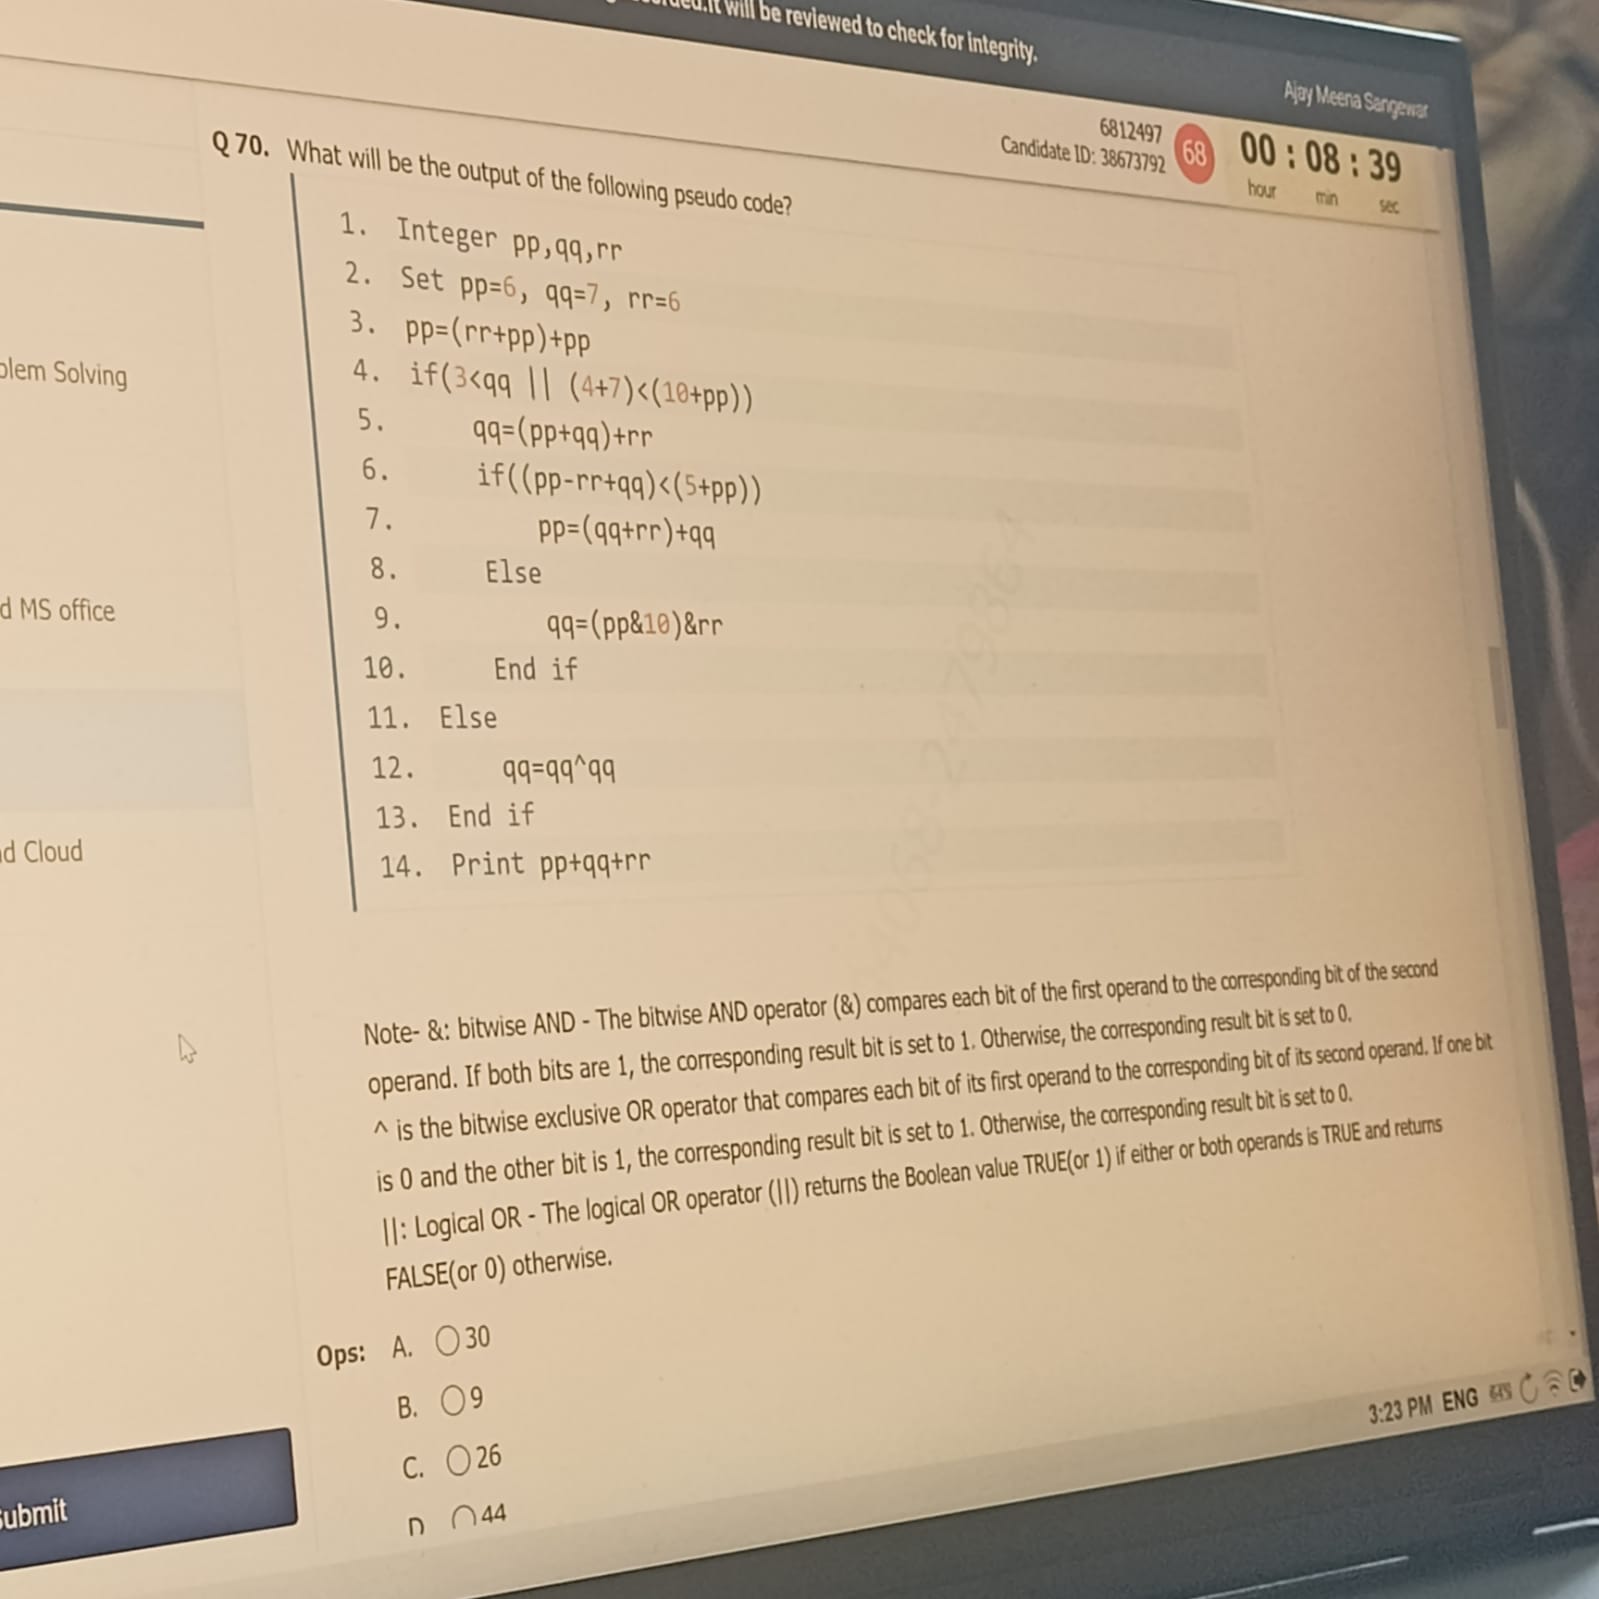 will be reviewed to check for integrity.
Ajay Meena Sangewar
6812497
Candidate ID: 38673792
68
00 : 08 : 39
hour min sec
Q 70. What will be the output of the following pseudo code?
1. Integer pp,qq,rr
2. Set pp=6, qq=7, rr=6
3. pp=(rr+pp)+pp
4. if(3<qq || (4+7)<(10+pp))
5. qq=(pp+qq)+rr
6. if((pp-rr+qq)<(5+pp))
7. pp=(qq+rr)+qq
8. Else
9. qq=(pp&10)&rr
10. End if
11. Else
12. qq=qq^qq
13. End if
14. Print pp+qq+rr
Note- &: bitwise AND - The bitwise AND operator (&) compares each bit of the first operand to the corresponding bit of the second
operand. If both bits are 1, the corresponding result bit is set to 1. Otherwise, the corresponding result bit is set to 0.
^ is the bitwise exclusive OR operator that compares each bit of its first operand to the corresponding bit of its second operand. If one bit
is 0 and the other bit is 1, the corresponding result bit is set to 1. Otherwise, the corresponding result bit is set to 0.
||: Logical OR - The logical OR operator (||) returns the Boolean value TRUE(or 1) if either or both operands is TRUE and returns
FALSE(or 0) otherwise.
Ops: A. 30
B. 9
C. 26
D 44
Solving
MS office
Cloud
ubmit
3:23 PM ENG